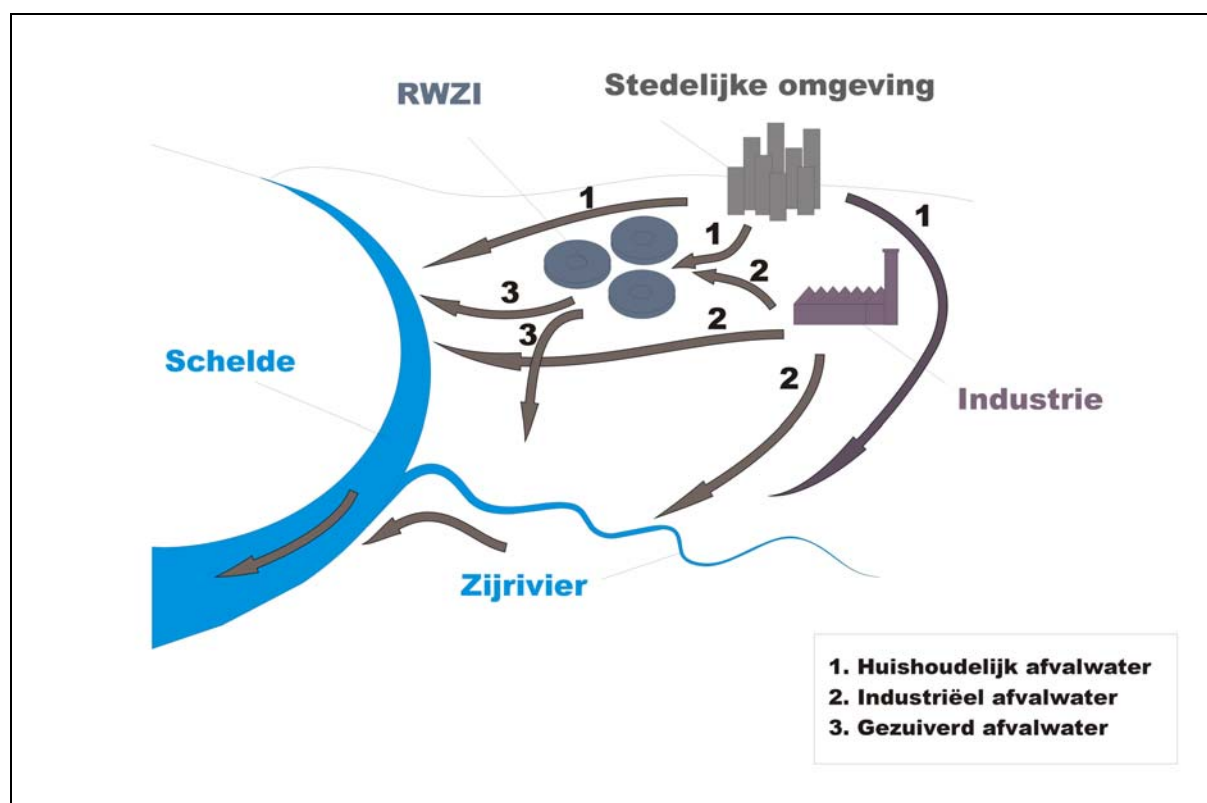 Stedelijke omgeving
RWZI
1
1
1
2
3
2
3
2
Schelde
Industrie
Zijrivier
1. Huishoudelijk afvalwater
2. Industriëel afvalwater
3. Gezuiverd afvalwater